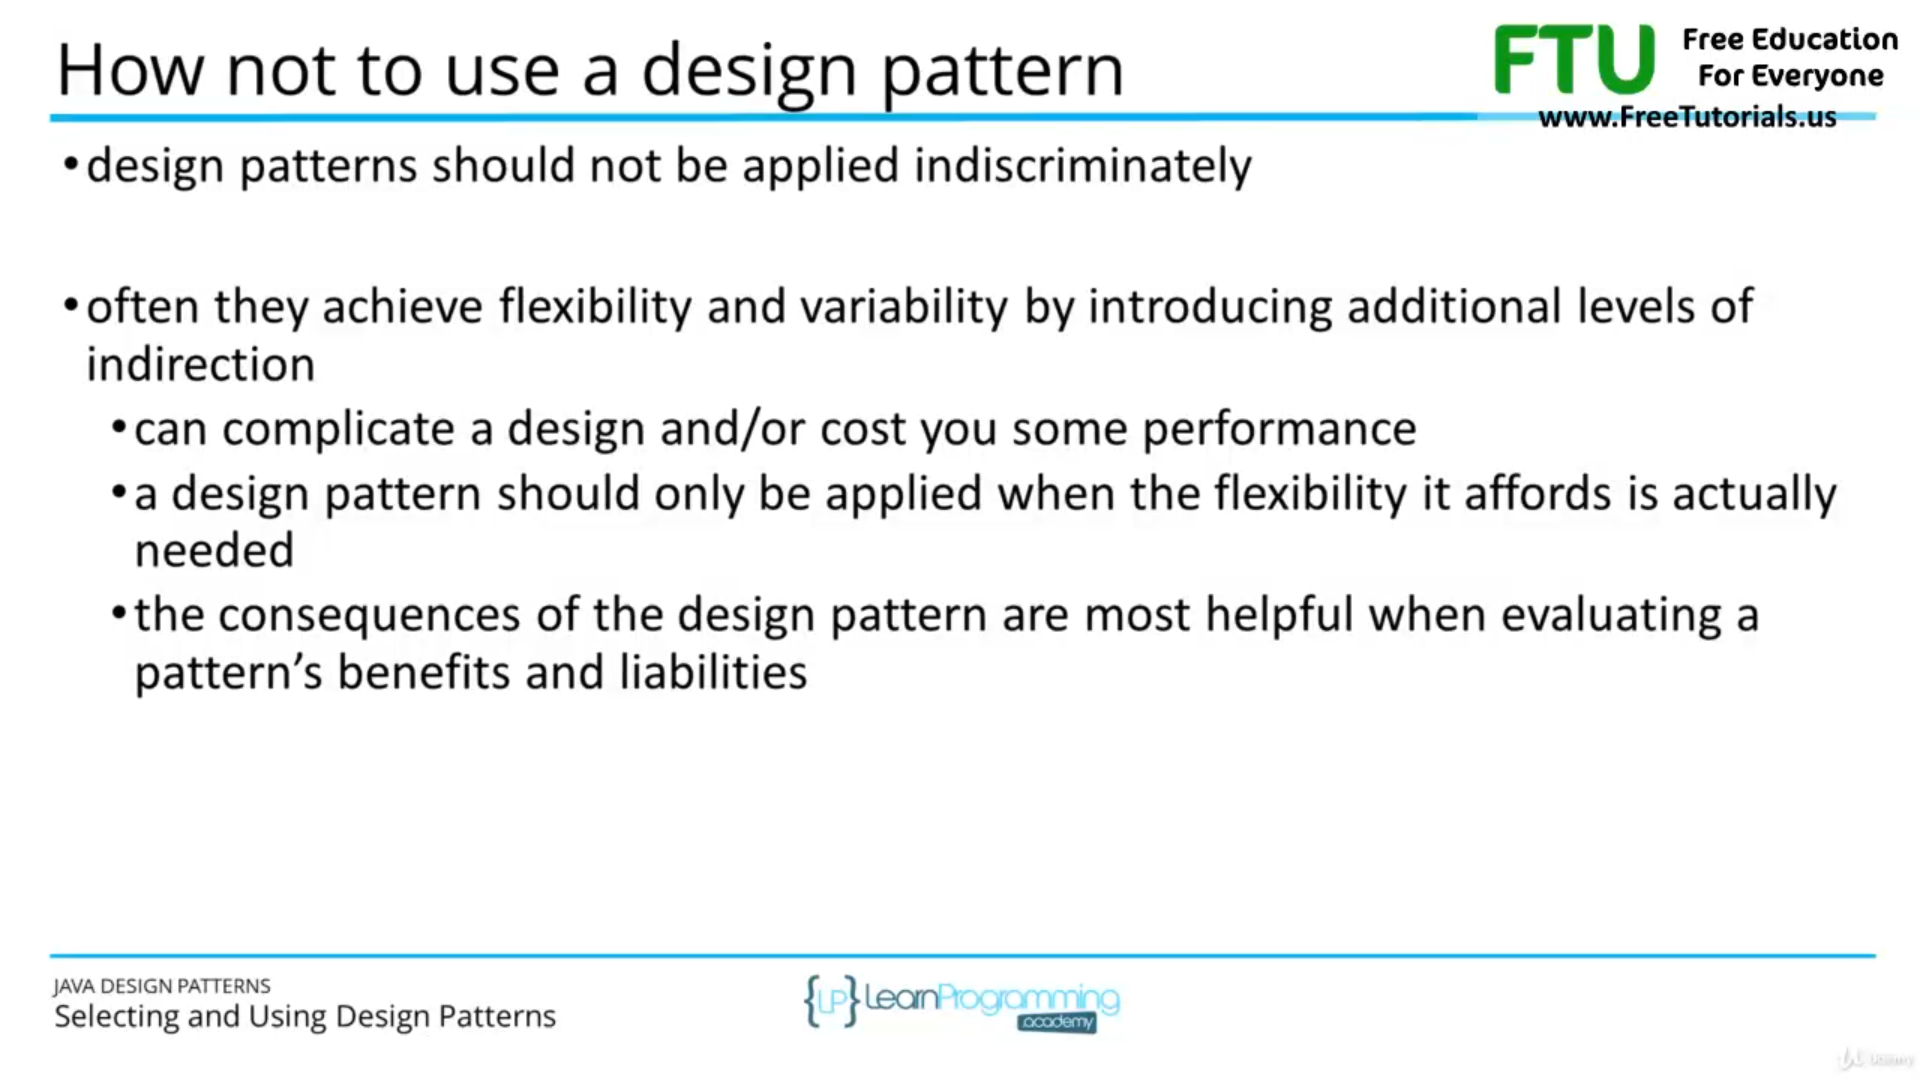 How not to use a design pattern
FTU Free Education
For Everyone
www.FreeTutorials.us
•design patterns should not be applied indiscriminately
•often they achieve flexibility and variability by introducing additional levels of
indirection
•can complicate a design and/or cost you some performance
•a design pattern should only be applied when the flexibility it affords is actually
needed
•the consequences of the design pattern are most helpful when evaluating a
pattern’s benefits and liabilities
JAVA DESIGN PATTERNS
Selecting and Using Design Patterns
{LP} LearnProgramming
academy
Udemy